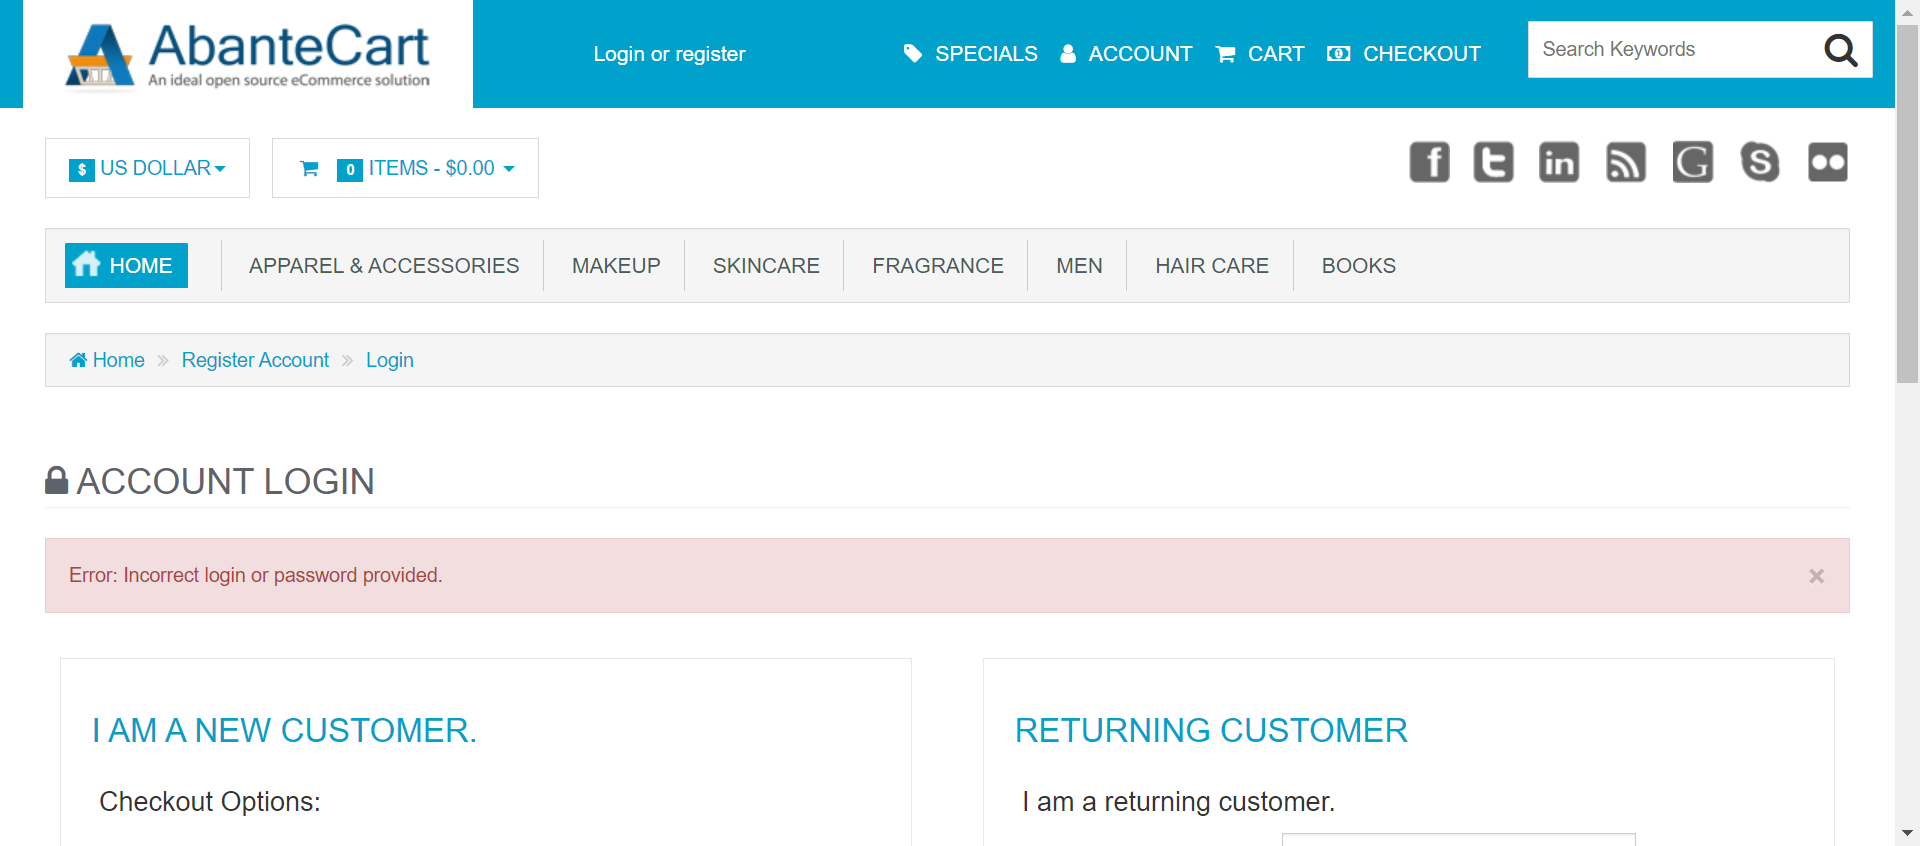 AbanteCart
An ideal open source eCommerce solution
Login or register
SPECIALS
ACCOUNT
CART
CHECKOUT
Search Keywords
$ US DOLLAR
0 ITEMS - $0.00
HOME
APPAREL & ACCESSORIES
MAKEUP
SKINCARE
FRAGRANCE
MEN
HAIR CARE
BOOKS
Home » Register Account » Login
ACCOUNT LOGIN
Error: Incorrect login or password provided.
×
I AM A NEW CUSTOMER.
Checkout Options:
RETURNING CUSTOMER
I am a returning customer.